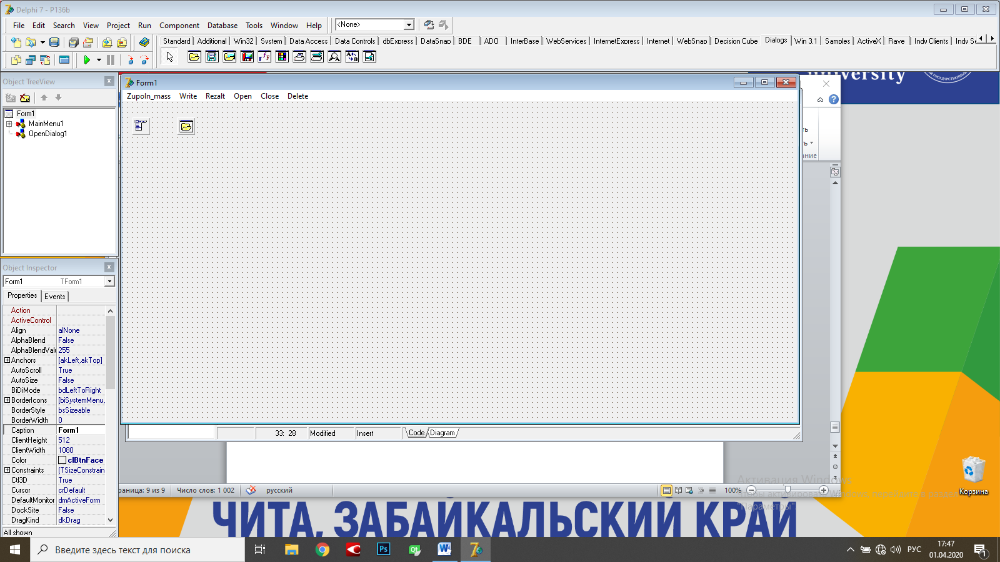 Delphi 7 - P136b
File Edit Search View Project Run Component Database Tools Window Help <None>
Standard Additional Win32 System Data Access Data Controls dbExpress DataSnap BDE ADO InterBase WebServices InternetExpress Internet WebSnap Decision Cube Dialogs Win 3.1 Samples ActiveX Rave Indy Clients Indy Se
Object TreeView
Form1
MainMenu1
OpenDialog1
Form1
Zupoln_mass Write Rezalt Open Close Delete
university
Object Inspector
Form1 TForm1
Properties Events
Action
ActiveControl
Align alNone
AlphaBlend False
AlphaBlendValu 255
Anchors [akLeft,akTop]
AutoScroll True
AutoSize False
BiDiMode bdLeftToRight
BorderIcons [biSystemMenu,
BorderStyle bsSizeable
BorderWidth 0
Caption Form1
ClientHeight 512
ClientWidth 1080
Color clBtnFace
Constraints (TSizeConstrain
Ctl3D True
Cursor crDefault
DefaultMonitor dmActiveForm
DockSite False
DragKind dkDrag
All shown
33: 28 Modified Insert Code Diagram
раница: 9 из 9 Число слов: 1 002 русский 100%
Активация Windows
Чтобы активировать Windows, перейдите в раздел
"Параметры".
Корзина
ЧИТА, ЗАБАЙКАЛЬСКИЙ КРАЙ
Введите здесь текст для поиска
РУС 17:47
01.04.2020
1